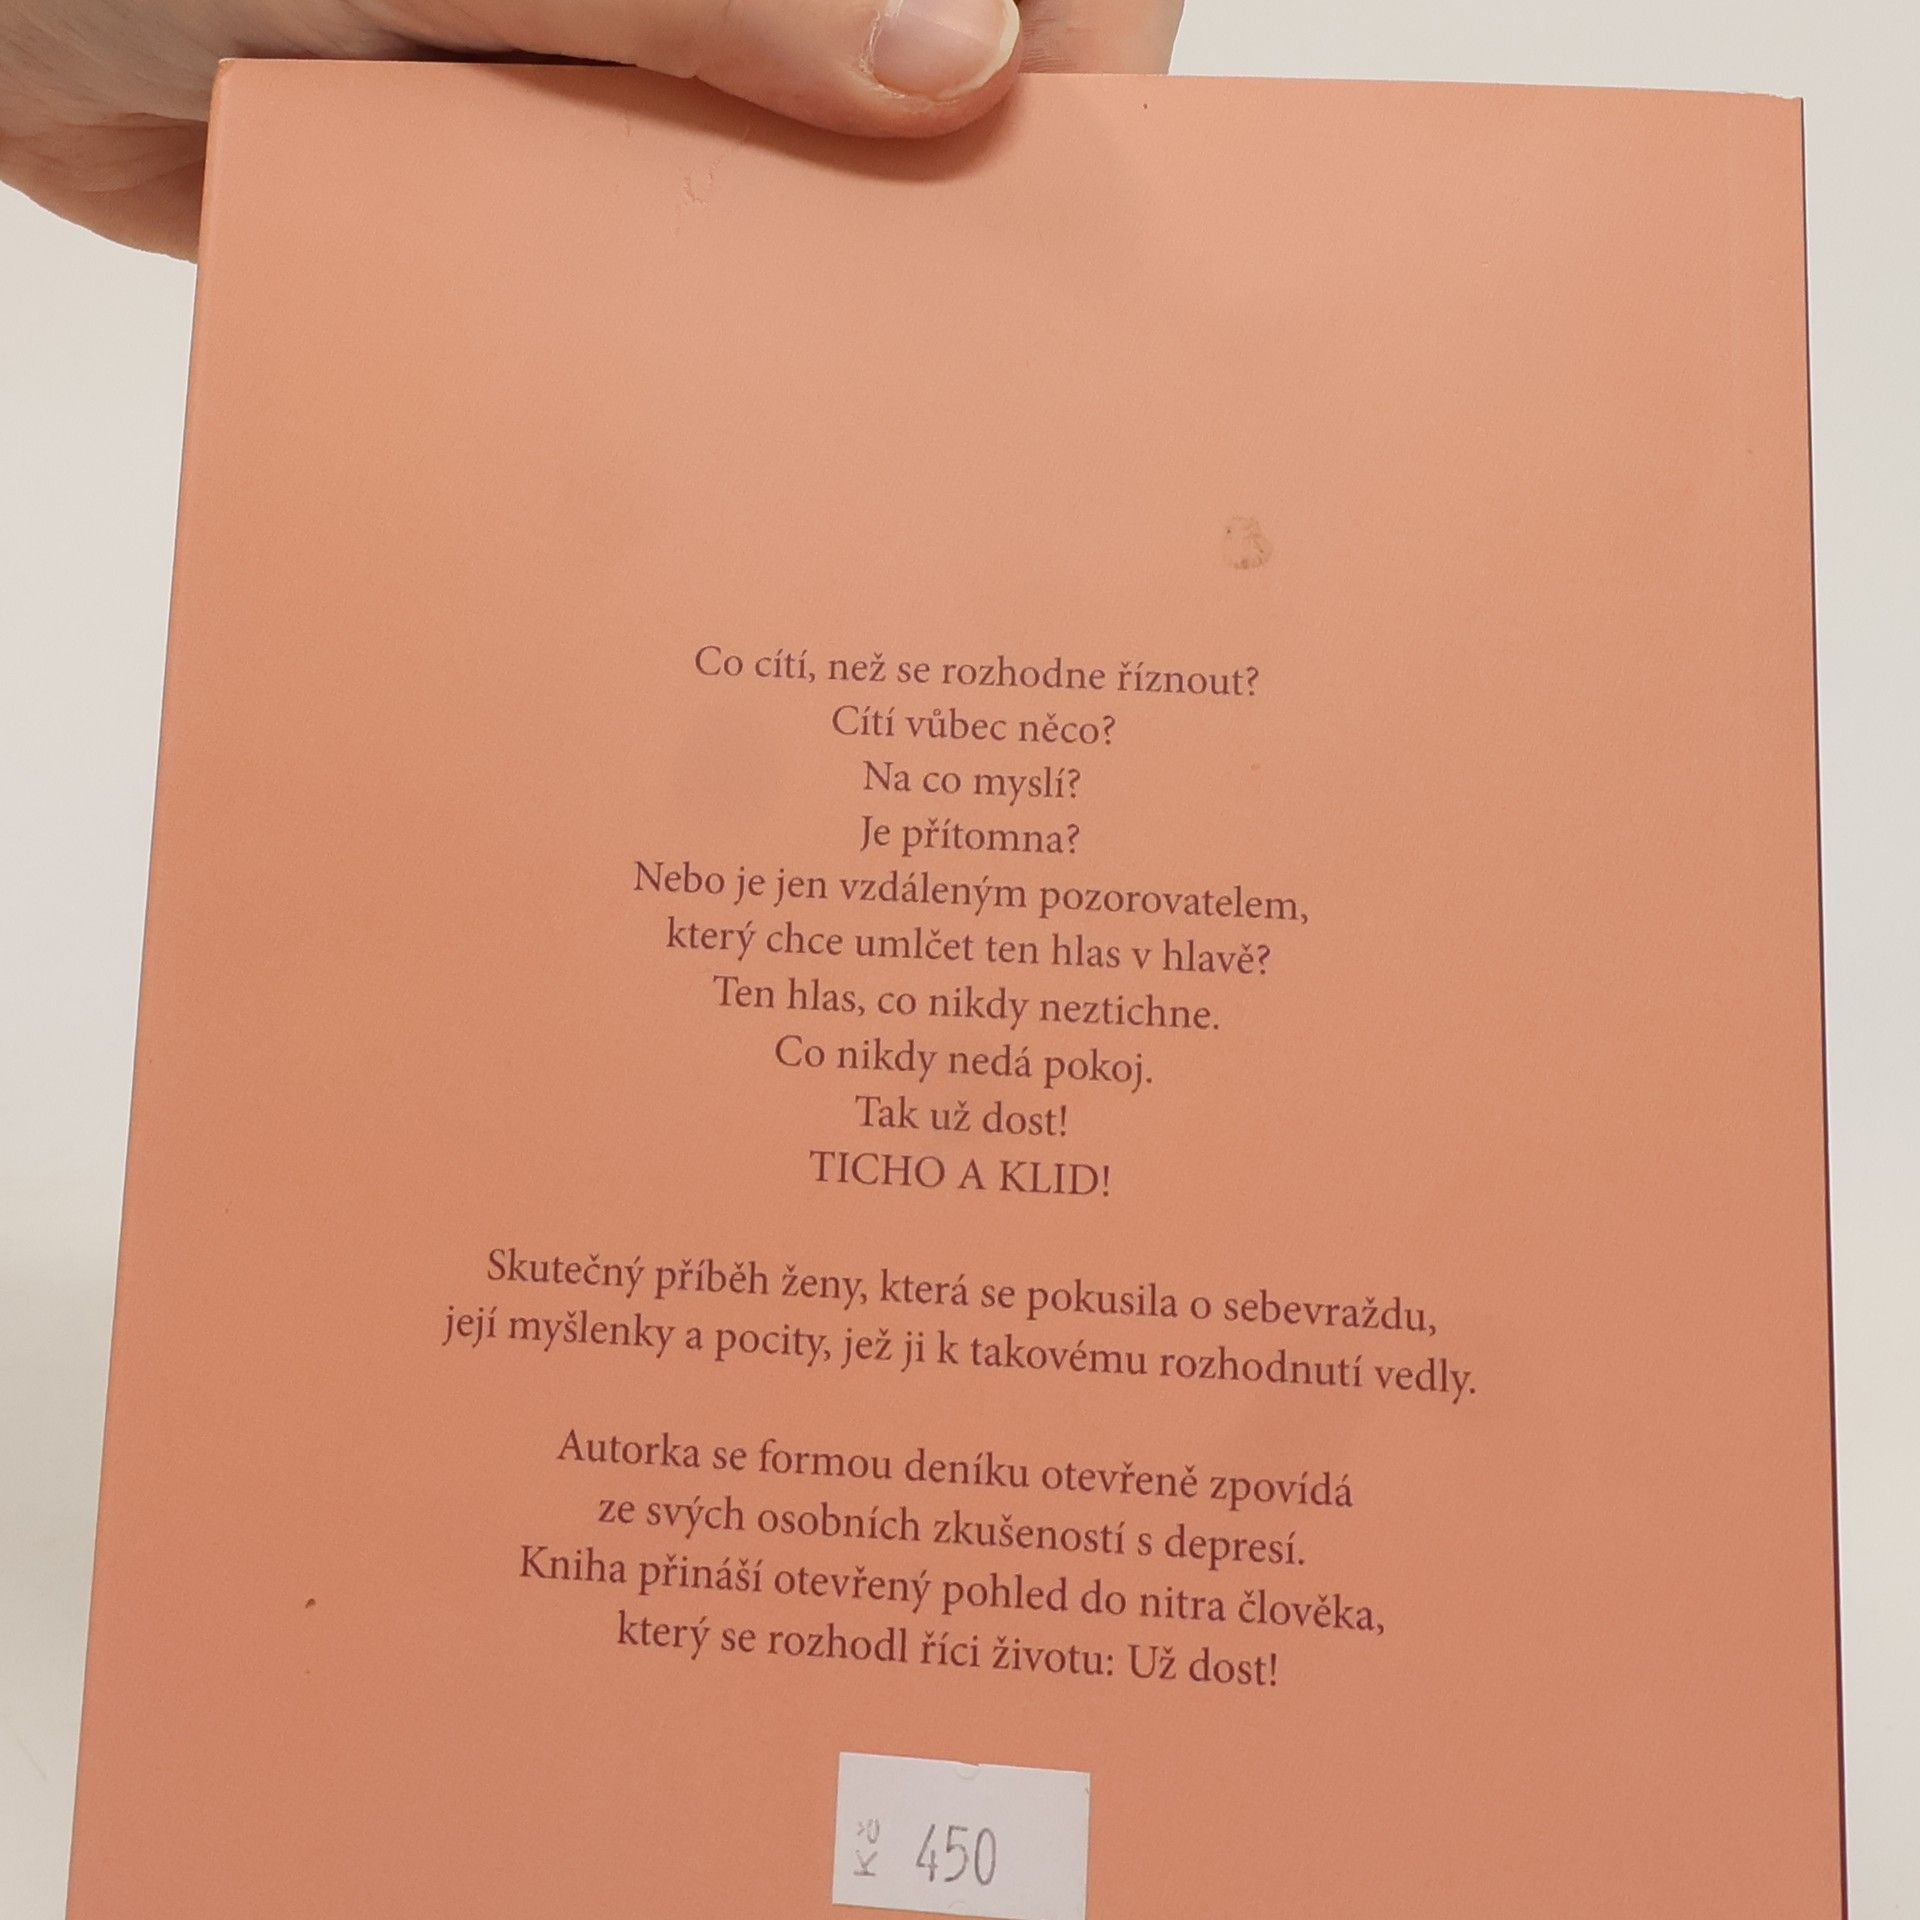 Co cítí, než se rozhodne říznout?
Cítí vůbec něco?
Na co myslí?
Je přítomna?
Nebo je jen vzdáleným pozorovatelem,
který chce umlčet ten hlas v hlavě?
Ten hlas, co nikdy neztichne.
Co nikdy nedá pokoj.
Tak už dost!
TICHO A KLID!
Skutečný příběh ženy, která se pokusila o sebevraždu,
její myšlenky a pocity, jež ji k takovému rozhodnutí vedly.
Autorka se formou deníku otevřeně zpovídá
ze svých osobních zkušeností s depresí.
Kniha přináší otevřený pohled do nitra člověka,
který se rozhodl říci životu: Už dost!
Kč 450